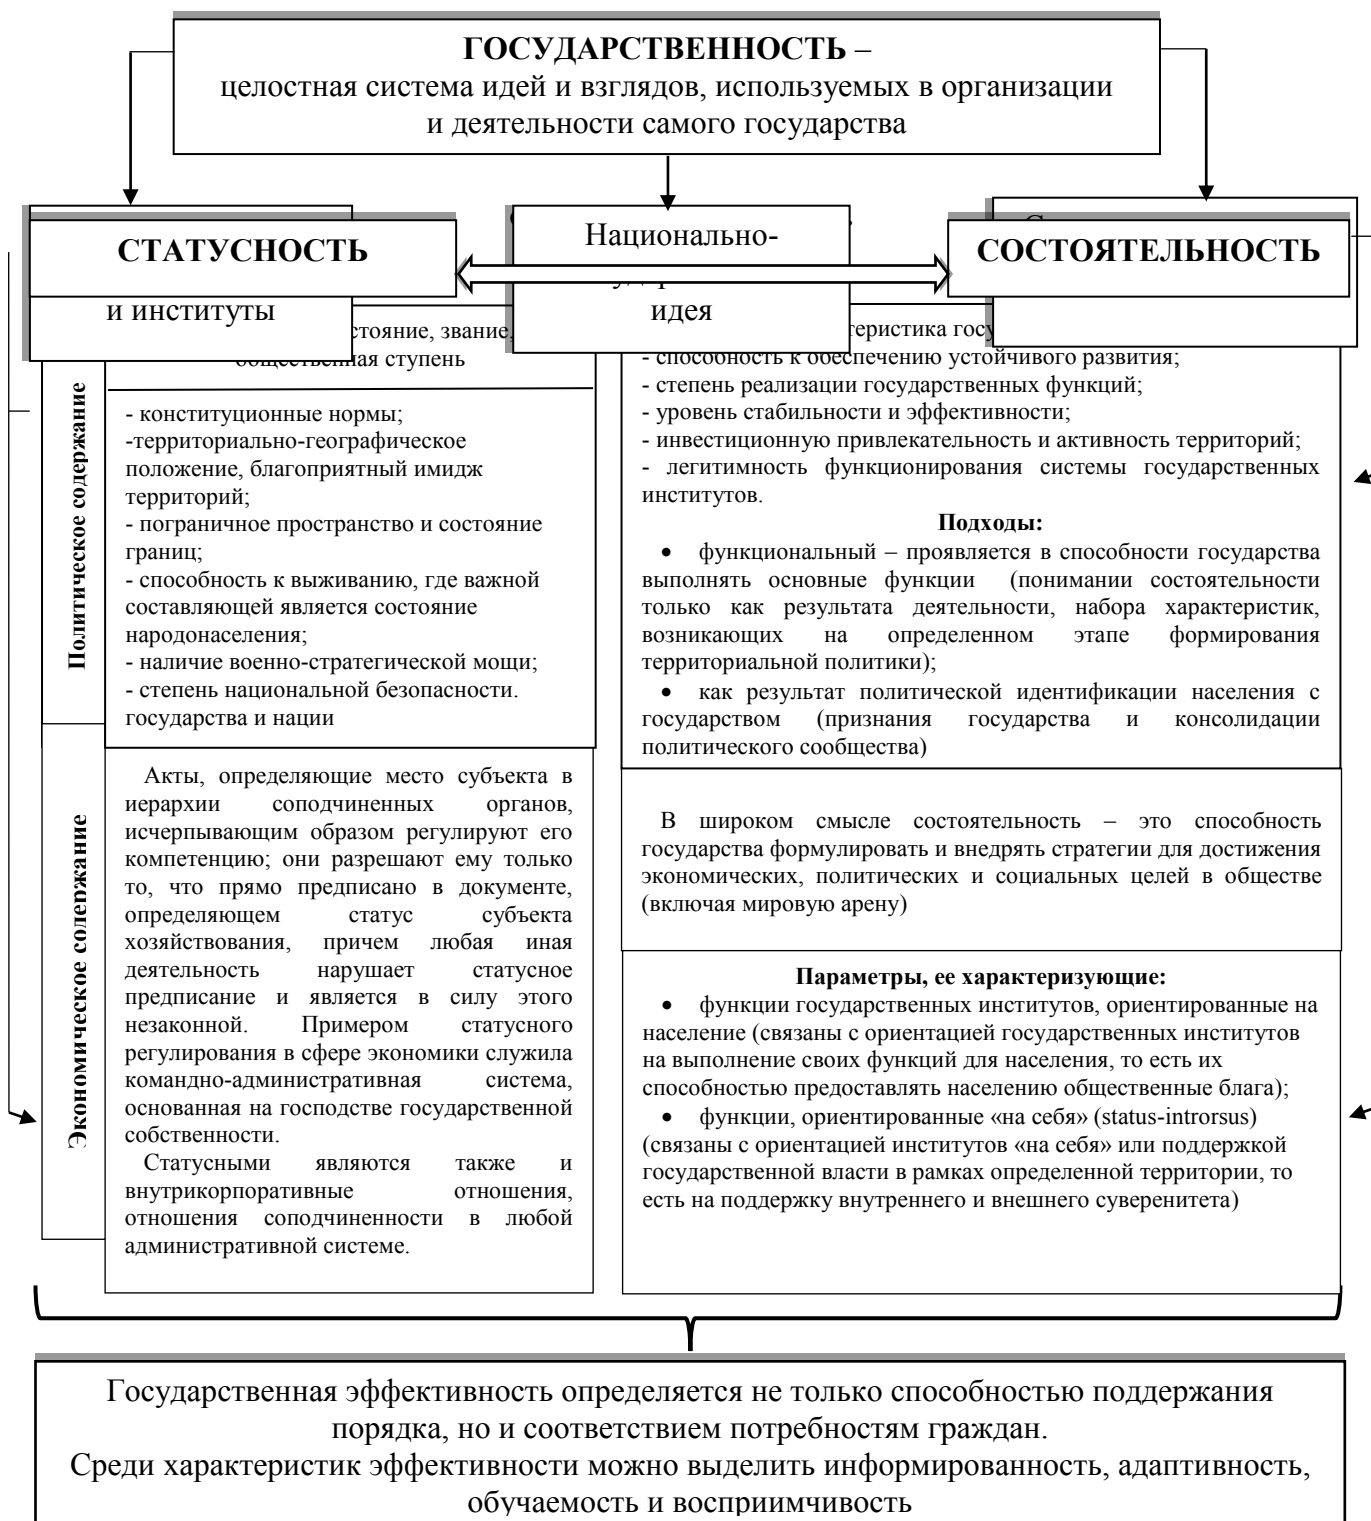 ГОСУДАРСТВЕННОСТЬ –
целостная система идей и взглядов, используемых в организации
и деятельности самого государства
СТАТУСНОСТЬ
и институты
Национально-
идея
СОСТОЯТЕЛЬНОСТЬ
Политическое содержание
стояние, звание,
общественная ступень
- конституционные нормы;
-территориально-географическое
положение, благоприятный имидж
территорий;
- пограничное пространство и состояние
границ;
- способность к выживанию, где важной
составляющей является состояние
народонаселения;
- наличие военно-стратегической мощи;
- степень национальной безопасности.
государства и нации
теристика госу
- способность к обеспечению устойчивого развития;
- степень реализации государственных функций;
- уровень стабильности и эффективности;
- инвестиционную привлекательность и активность территорий;
- легитимность функционирования системы государственных
институтов.
Подходы:
• функциональный – проявляется в способности государства
выполнять основные функции (понимании состоятельности
только как результата деятельности, набора характеристик,
возникающих на определенном этапе формирования
территориальной политики);
• как результат политической идентификации населения с
государством (признания государства и консолидации
политического сообщества)
Экономическое содержание
Акты, определяющие место субъекта в
иерархии соподчиненных органов,
исчерпывающим образом регулируют его
компетенцию; они разрешают ему только
то, что прямо предписано в документе,
определяющем статус субъекта
хозяйствования, причем любая иная
деятельность нарушает статусное
предписание и является в силу этого
незаконной. Примером статусного
регулирования в сфере экономики служила
командно-административная система,
основанная на господстве государственной
собственности.
Статусными являются также и
внутрикорпоративные отношения,
отношения соподчиненности в любой
административной системе.
В широком смысле состоятельность – это способность
государства формулировать и внедрять стратегии для достижения
экономических, политических и социальных целей в обществе
(включая мировую арену)
Параметры, ее характеризующие:
• функции государственных институтов, ориентированные на
население (связаны с ориентацией государственных институтов
на выполнение своих функций для населения, то есть их
способностью предоставлять населению общественные блага);
• функции, ориентированные «на себя» (status-introrsus)
(связаны с ориентацией институтов «на себя» или поддержкой
государственной власти в рамках определенной территории, то
есть на поддержку внутреннего и внешнего суверенитета)
Государственная эффективность определяется не только способностью поддержания
порядка, но и соответствием потребностям граждан.
Среди характеристик эффективности можно выделить информированность, адаптивность,
обучаемость и восприимчивость